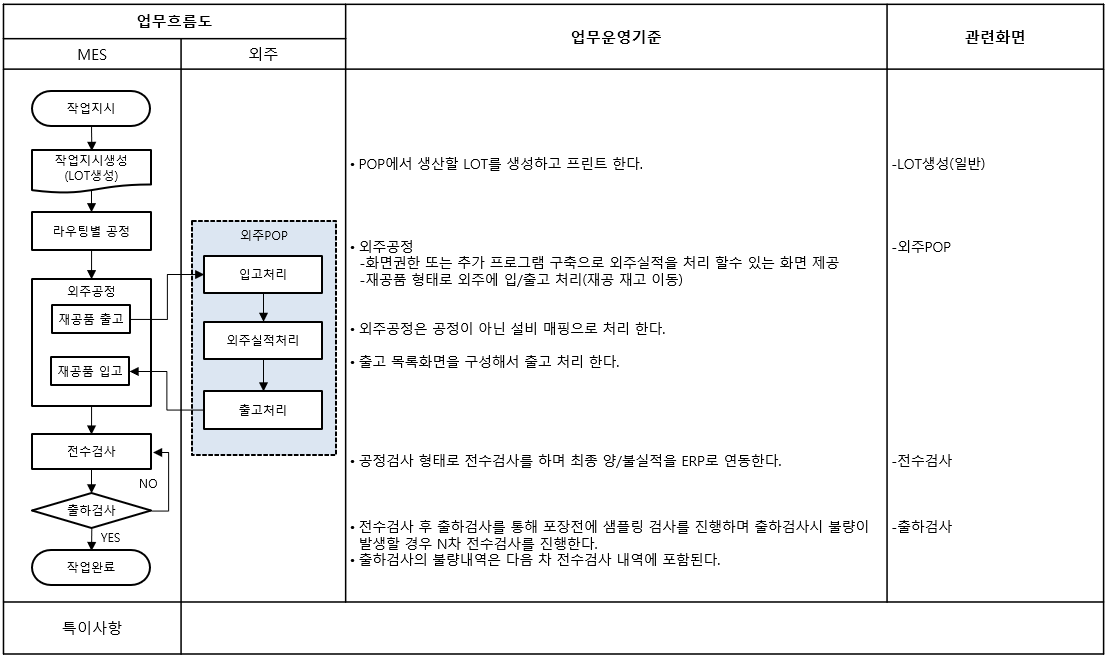 업무흐름도
업무운영기준
관련화면
MES
외주
작업지시
작업지시생성
(LOT생성)
라우팅별 공정
외주공정
재공품 출고
재공품 입고
전수검사
NO
출하검사
YES
작업완료
외주POP
입고처리
외주실적처리
출고처리
• POP에서 생산할 LOT를 생성하고 프린트 한다.
• 외주공정
-화면권한 또는 추가 프로그램 구축으로 외주실적을 처리 할수 있는 화면 제공
-재공품 형태로 외주에 입/출고 처리(재공 재고 이동)
• 외주공정은 공정이 아닌 설비 매핑으로 처리 한다.
• 출고 목록화면을 구성해서 출고 처리 한다.
• 공정검사 형태로 전수검사를 하며 최종 양/불실적을 ERP로 연동한다.
• 전수검사 후 출하검사를 통해 포장전에 샘플링 검사를 진행하며 출하검사시 불량이
발생할 경우 N차 전수검사를 진행한다.
• 출하검사의 불량내역은 다음 차 전수검사 내역에 포함된다.
-LOT생성(일반)
-외주POP
-전수검사
-출하검사
특이사항